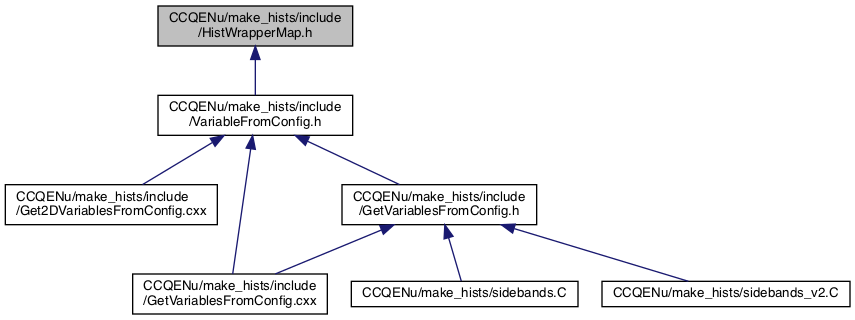 CCQENu/make_hists/include
/HistWrapperMap.h
CCQENu/make_hists/include
/VariableFromConfig.h
CCQENu/make_hists/include
/Get2DVariablesFromConfig.cxx
CCQENu/make_hists/include
/GetVariablesFromConfig.h
CCQENu/make_hists/include
/GetVariablesFromConfig.cxx
CCQENu/make_hists/sidebands.C
CCQENu/make_hists/sidebands_v2.C